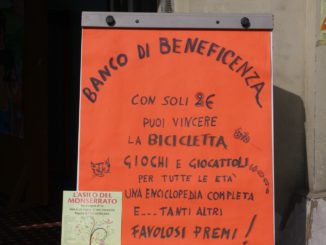 BANCO DI BENEFICENZA
CON SOLI 2€
PUOI VINCERE
LA BICICLETTA
GIOCHI E GIOCATTOLI
PER TUTTE LE ETÀ
UNA ENCICLOPEDIA COMPLETA
E...TANTI ALTRI
FAVOLOSI PREMI!
L'ASILO DEL
MONSERRATO